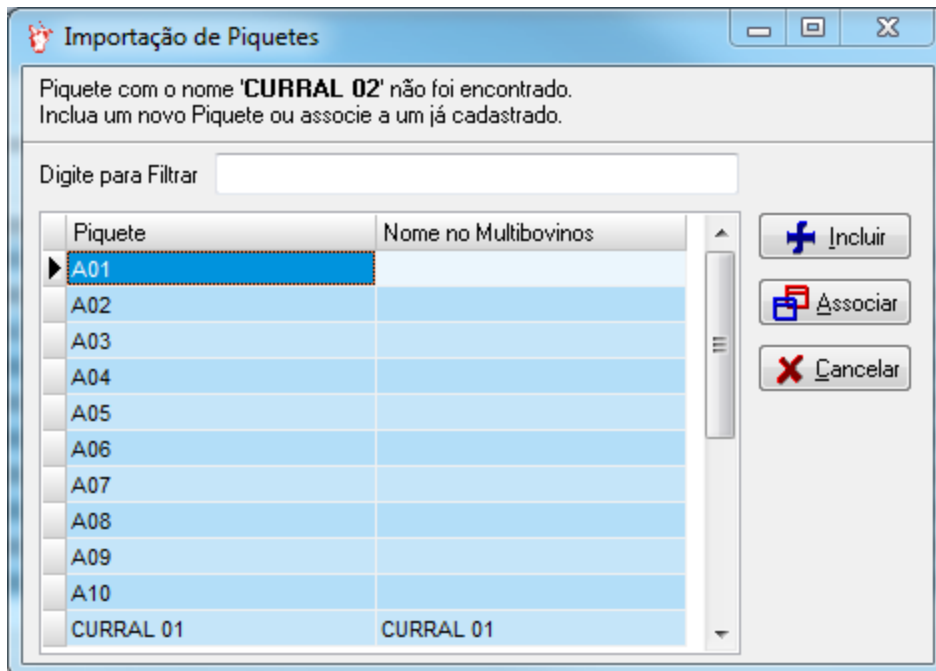 Importação de Piquetes
Piquete com o nome 'CURRAL 02' não foi encontrado.
Inclua um novo Piquete ou associe a um já cadastrado.
Digite para Filtrar
Piquete Nome no Multibovinos
A01
A02
A03
A04
A05
A06
A07
A08
A09
A10
CURRAL 01 CURRAL 01
Incluir
Associar
Cancelar